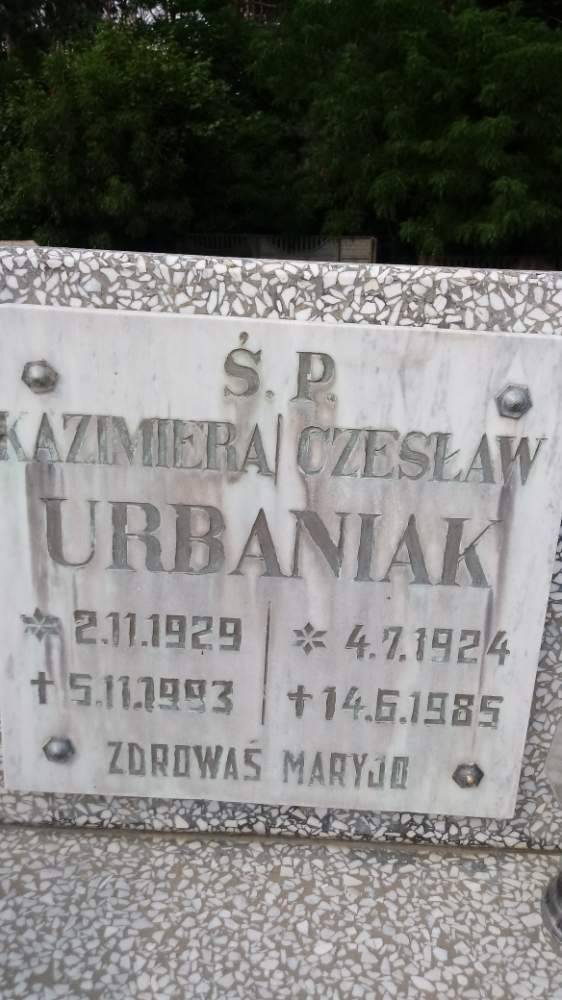 Ś. P.
KAZIMIERA CZESŁAW
URBANIAK
* 2.11.1929 * 4.7.1924
† 5.11.1993 † 14.6.1985
ZDROWAŚ MARYJO